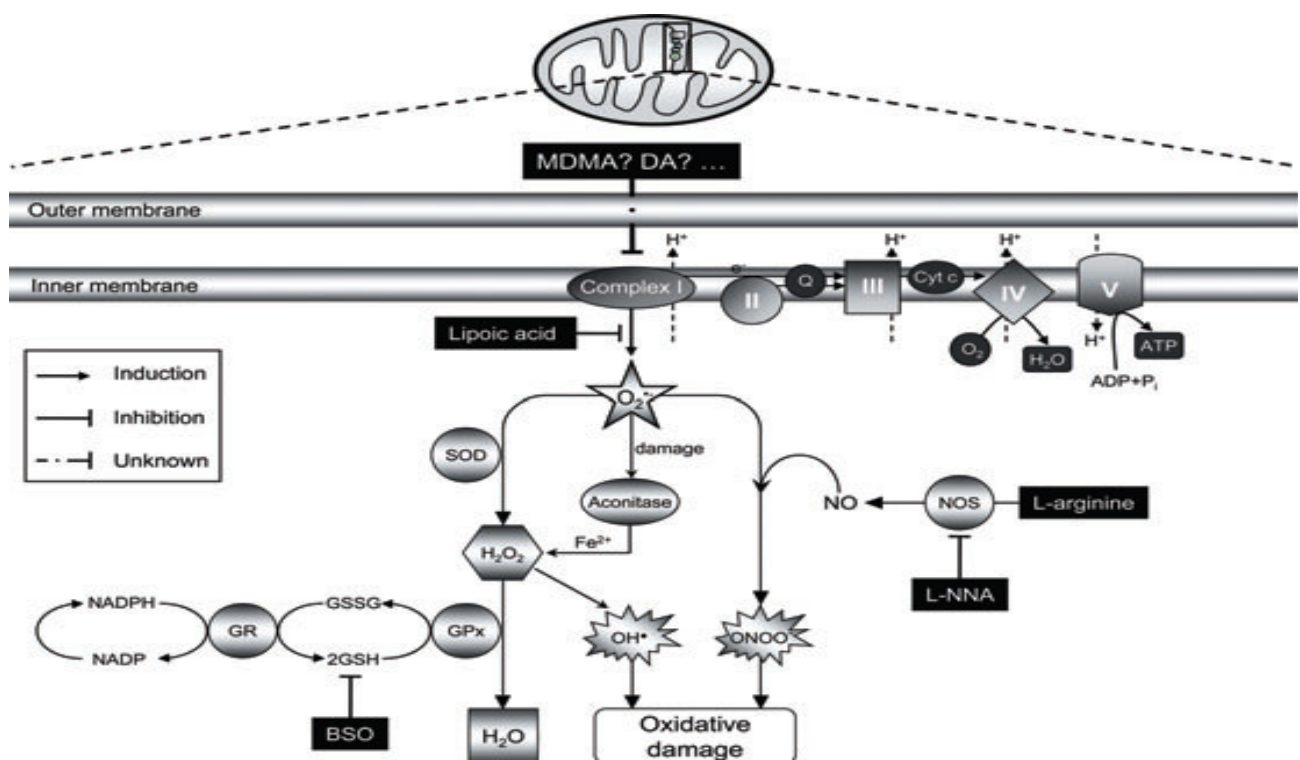 MDMA? DA? ...
Outer membrane
H⁺
H⁺
H⁺
Inner membrane
Complex I
e⁻
II
Q
III
Cyt c
IV
V
Lipoic acid
O₂
H₂O
H⁺
ATP
ADP+Pᵢ
Induction
Inhibition
Unknown
O₂•⁻
SOD
damage
Aconitase
NO
NOS
L-arginine
H₂O₂
Fe²⁺
L-NNA
NADPH
GSSG
GR
GPx
OH•
ONOO⁻
NADP
2GSH
BSO
H₂O
Oxidative
damage